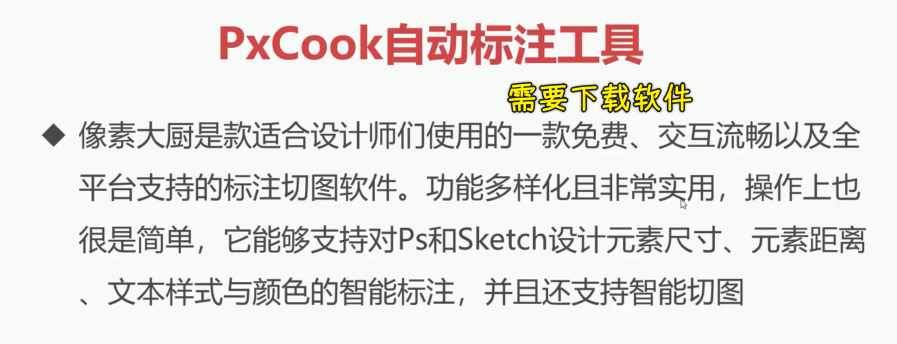 PxCook自动标注工具
需要下载软件
◆ 像素大厨是款适合设计师们使用的一款免费、交互流畅以及全
平台支持的标注切图软件。功能多样化且非常实用，操作上也
很是简单，它能够支持对Ps和Sketch设计元素尺寸、元素距离
、文本样式与颜色的智能标注，并且还支持智能切图